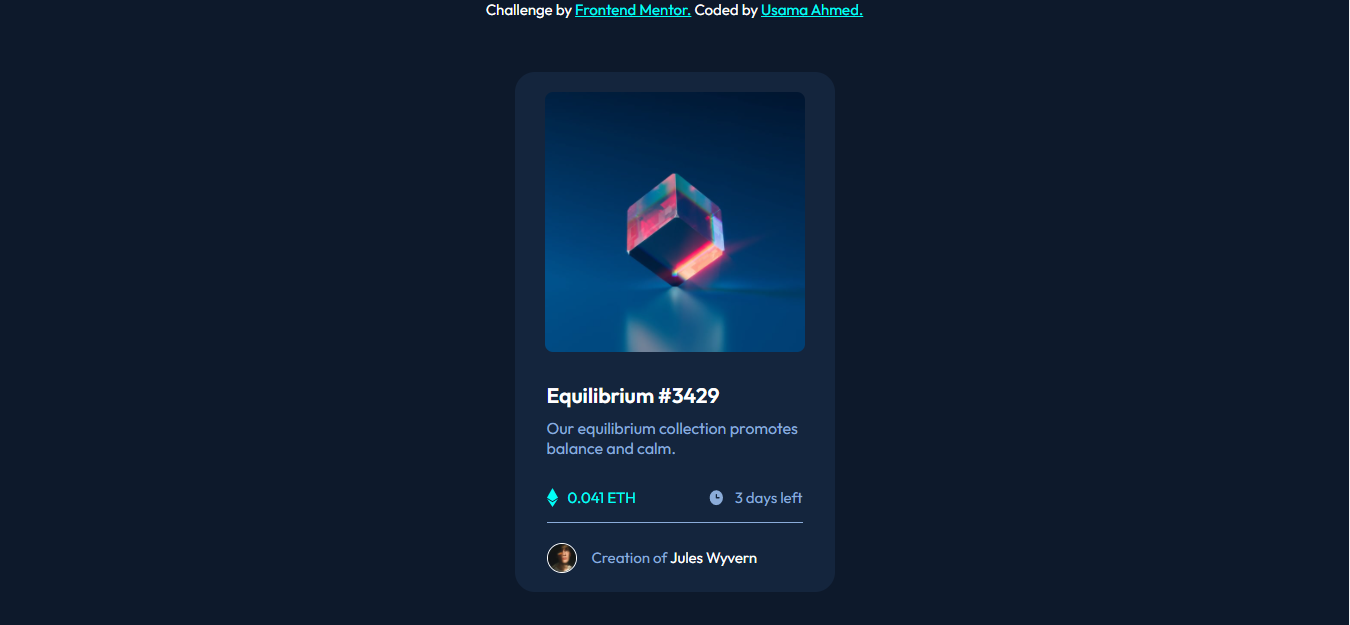 Challenge by Frontend Mentor. Coded by Usama Ahmed.
Equilibrium #3429
Our equilibrium collection promotes
balance and calm.
0.041 ETH
3 days left
Creation of Jules Wyvern